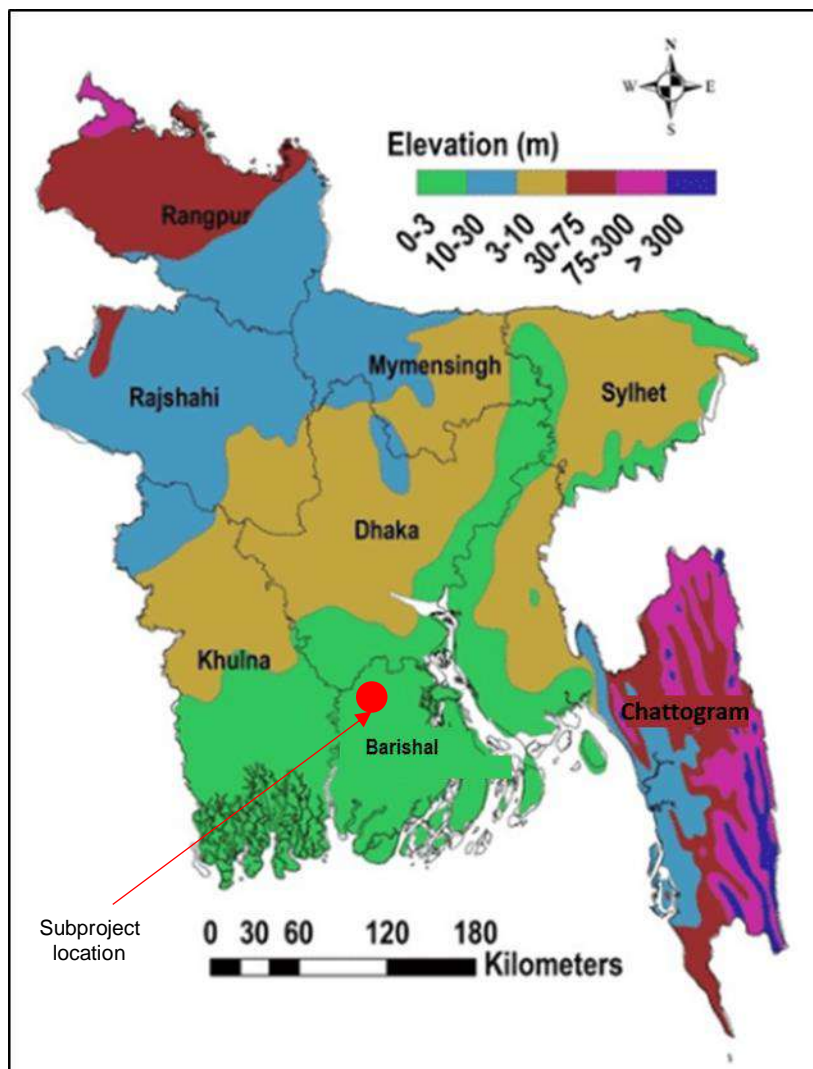 N
W E
S
Elevation (m)
0-3
10-30
3-10
30-75
75-300
> 300
Rangpur
Mymensingh
Sylhet
Rajshahi
Dhaka
Khulna
Chattogram
Barishal
Subproject
location
0 30 60 120 180
Kilometers